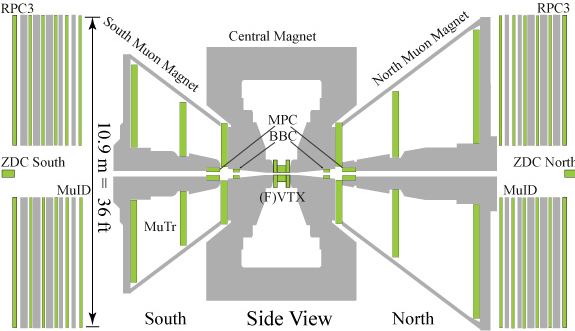 RPC3
South Muon Magnet
Central Magnet
North Muon Magnet
RPC3
MPC
BBC
ZDC South
10.9 m = 36 ft
ZDC North
MuID
(F)VTX
MuID
MuTr
South
Side View
North